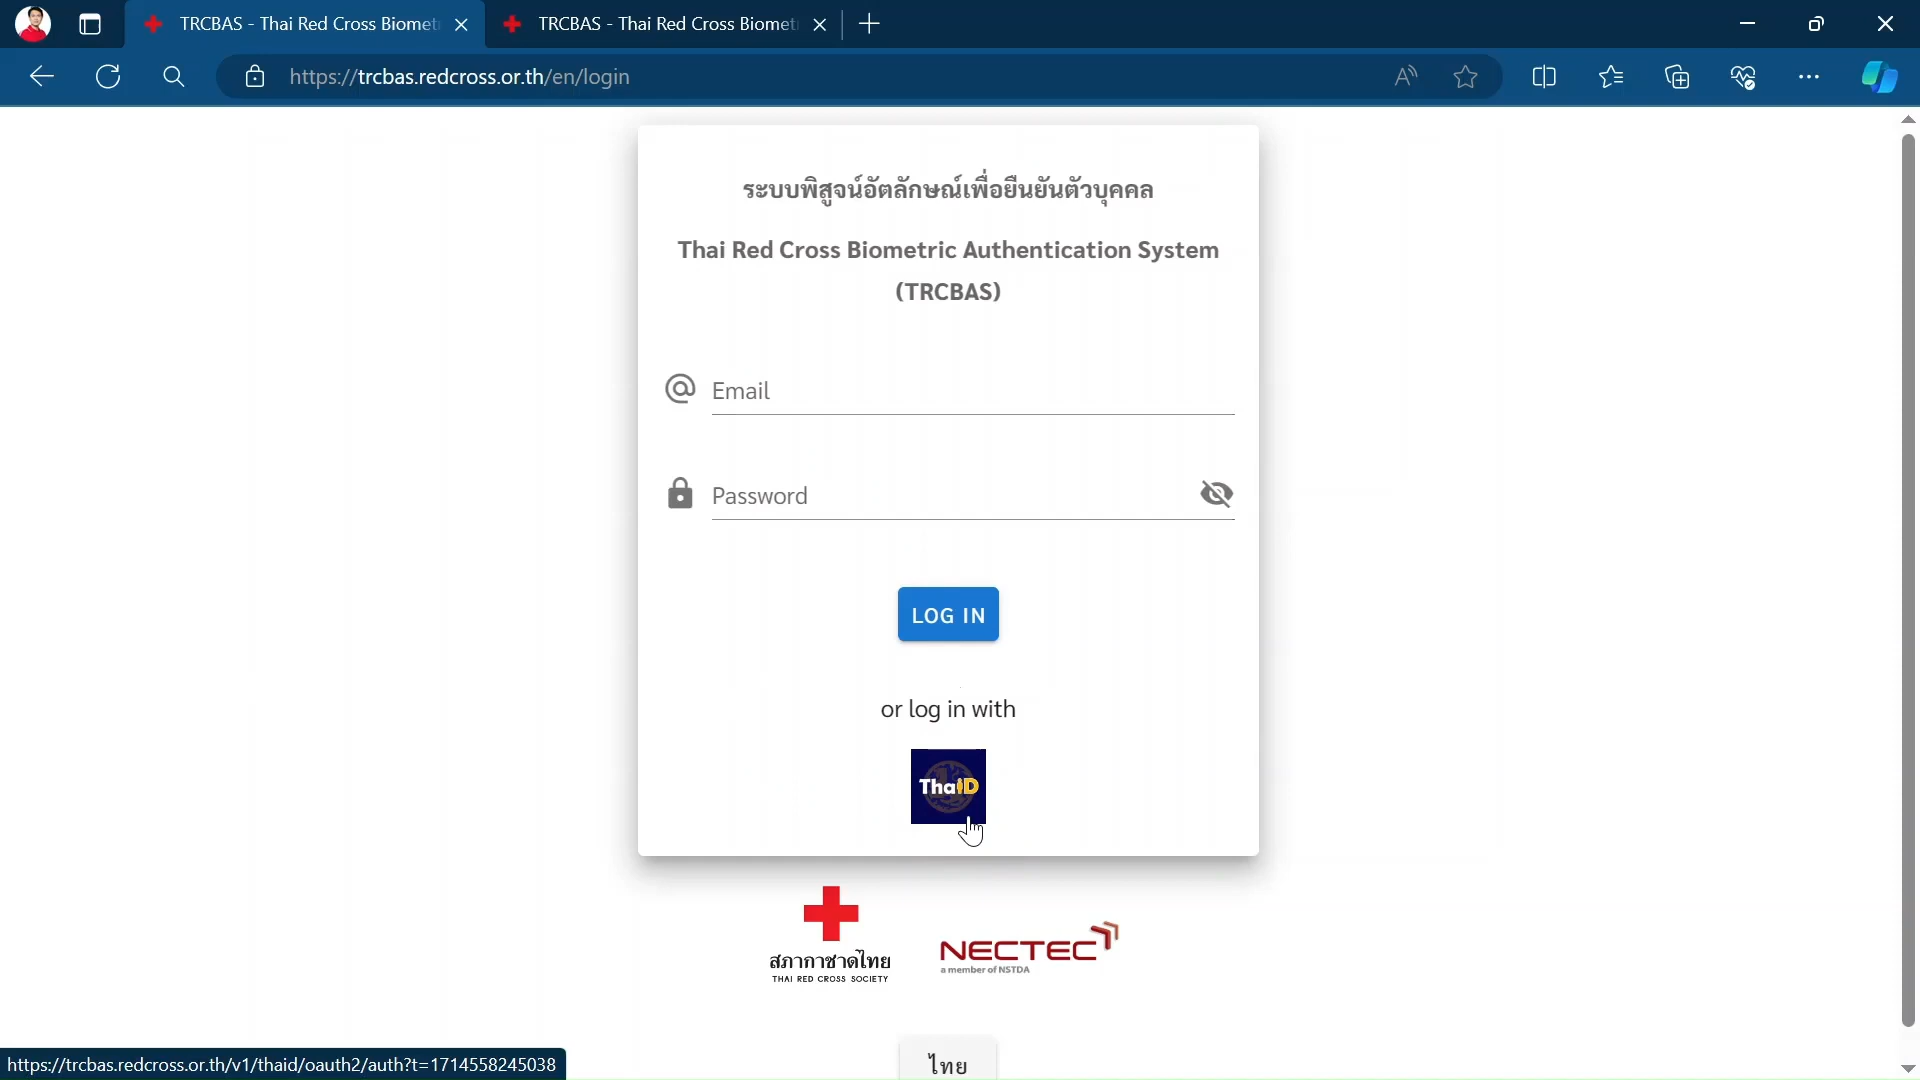 TRCBAS - Thai Red Cross Biomet
TRCBAS - Thai Red Cross Biomet
https://trcbas.redcross.or.th/en/login
ระบบพิสูจน์อัตลักษณ์เพื่อยืนยันตัวบุคคล
Thai Red Cross Biometric Authentication System
(TRCBAS)
Email
Password
LOG IN
or log in with
ThaiD
สภากาชาดไทย
THAI RED CROSS SOCIETY
NECTEC
a member of NSTDA
https://trcbas.redcross.or.th/v1/thaid/oauth2/auth?t=1714558245038
ไทย